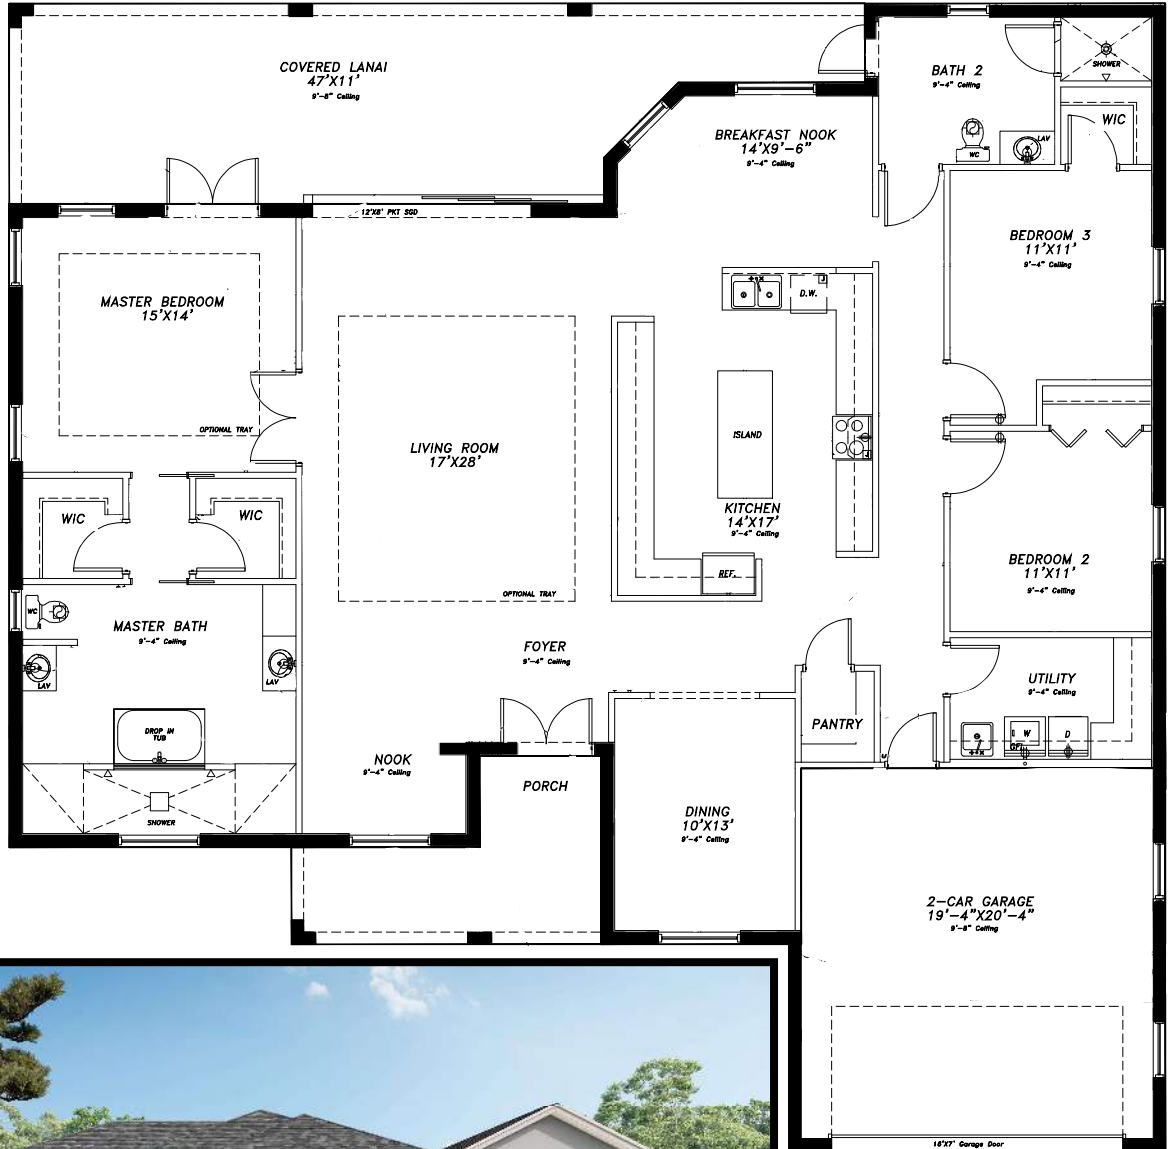 COVERED LANAI
47'X11'
9'-8" Ceiling
BATH 2
9'-4" Ceiling
SHOWER
WIC
LAV
WC
BREAKFAST NOOK
14'X9'-6"
9'-4" Ceiling
12'X8' PKT SGD
BEDROOM 3
11'X11'
9'-4" Ceiling
MASTER BEDROOM
15'X14'
OPTIONAL TRAY
D.W.
LIVING ROOM
17'X28'
OPTIONAL TRAY
ISLAND
KITCHEN
14'X17'
9'-4" Ceiling
REF.
WIC
WIC
BEDROOM 2
11'X11'
9'-4" Ceiling
WC
MASTER BATH
9'-4" Ceiling
LAV
LAV
FOYER
9'-4" Ceiling
UTILITY
9'-4" Ceiling
W
D
GFI
PANTRY
DROP IN
TUB
SHOWER
NOOK
9'-4" Ceiling
PORCH
DINING
10'X13'
9'-4" Ceiling
2-CAR GARAGE
19'-4"X20'-4"
9'-8" Ceiling
16'X7' Garage Door